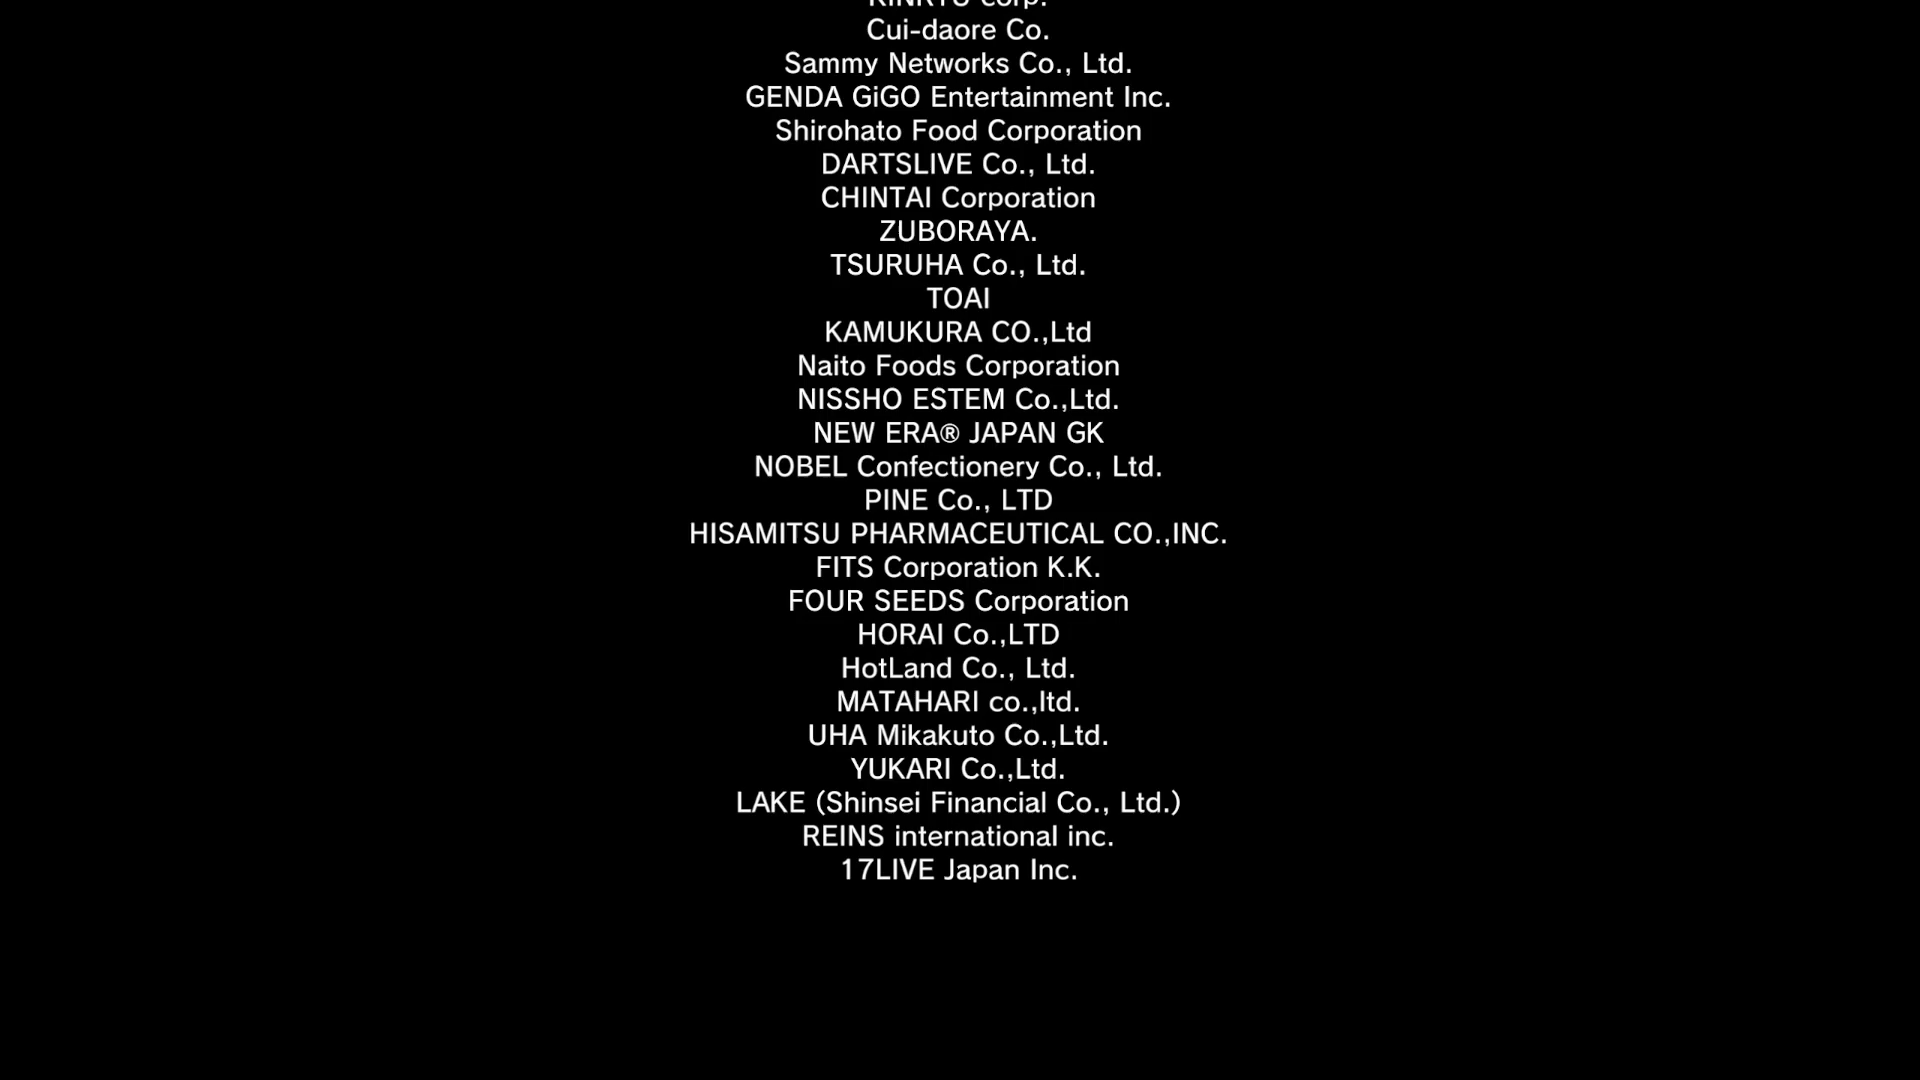 KINRYU corp.
Cui-daore Co.
Sammy Networks Co., Ltd.
GENDA GiGO Entertainment Inc.
Shirohato Food Corporation
DARTSLIVE Co., Ltd.
CHINTAI Corporation
ZUBORAYA.
TSURUHA Co., Ltd.
TOAI
KAMUKURA CO.,Ltd
Naito Foods Corporation
NISSHO ESTEM Co.,Ltd.
NEW ERA® JAPAN GK
NOBEL Confectionery Co., Ltd.
PINE Co., LTD
HISAMITSU PHARMACEUTICAL CO.,INC.
FITS Corporation K.K.
FOUR SEEDS Corporation
HORAI Co.,LTD
HotLand Co., Ltd.
MATAHARI co.,ltd.
UHA Mikakuto Co.,Ltd.
YUKARI Co.,Ltd.
LAKE (Shinsei Financial Co., Ltd.)
REINS international inc.
17LIVE Japan Inc.